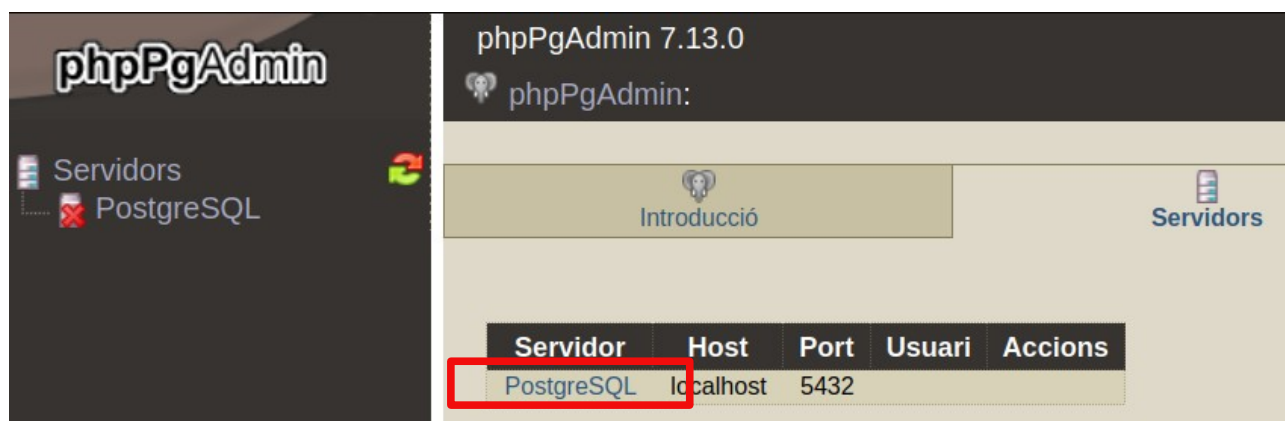 phpPgAdmin
Servidors
PostgreSQL
phpPgAdmin 7.13.0
phpPgAdmin:
Introducció
Servidors
Servidor Host Port Usuari Accions
PostgreSQL localhost 5432